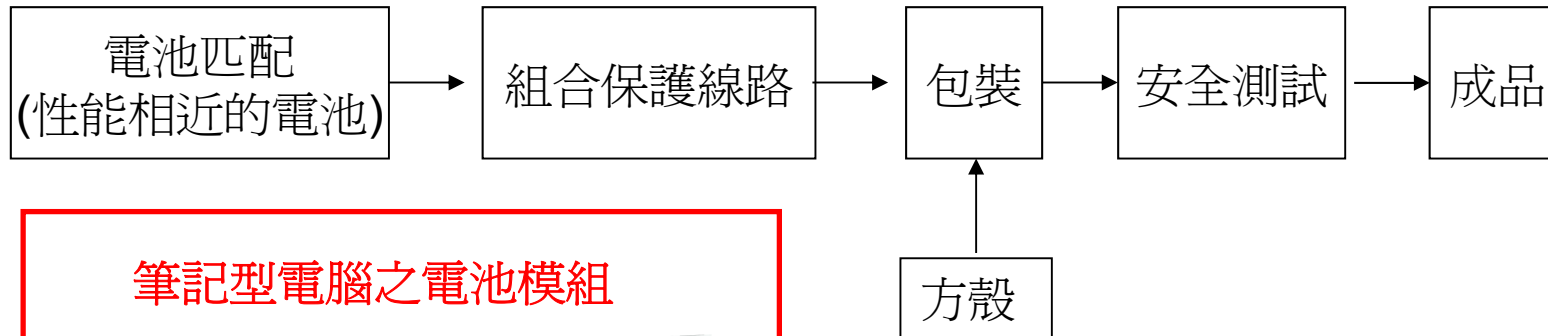 電池匹配
(性能相近的電池)
組合保護線路
包裝
安全測試
成品
筆記型電腦之電池模組
方殼